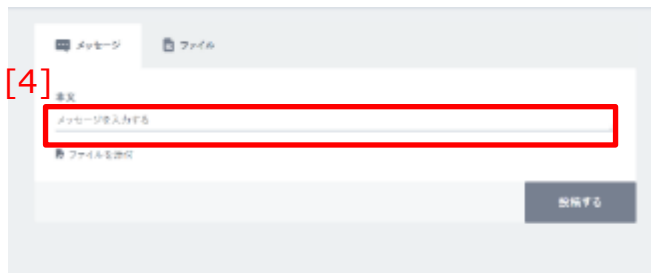 メッセージ ファイル
[4]
本文
メッセージを入力する
ファイルを添付
投稿する